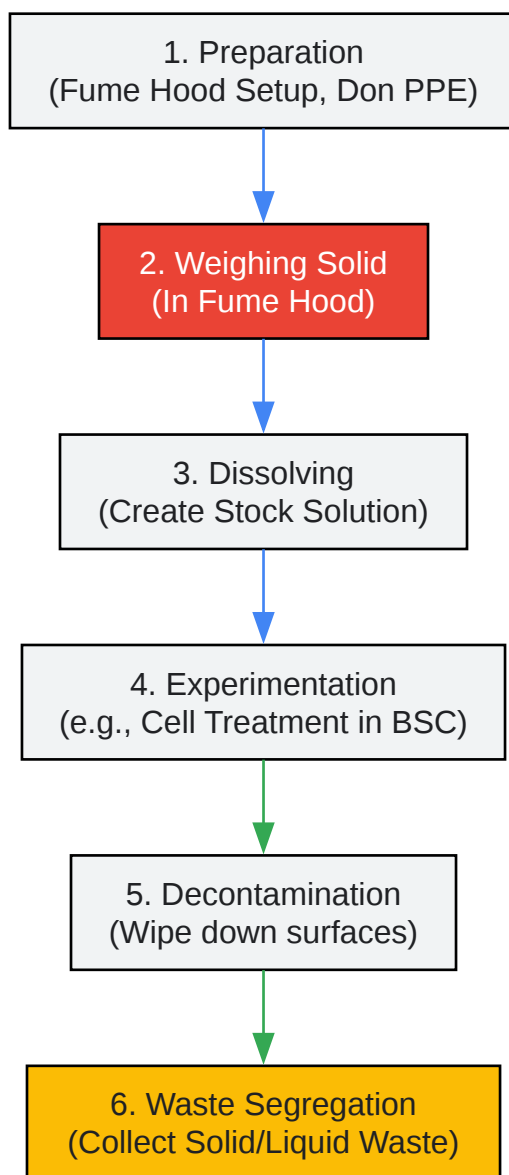 1. Preparation
(Fume Hood Setup, Don PPE)
2. Weighing Solid
(In Fume Hood)
3. Dissolving
(Create Stock Solution)
4. Experimentation
(e.g., Cell Treatment in BSC)
5. Decontamination
(Wipe down surfaces)
6. Waste Segregation
(Collect Solid/Liquid Waste)